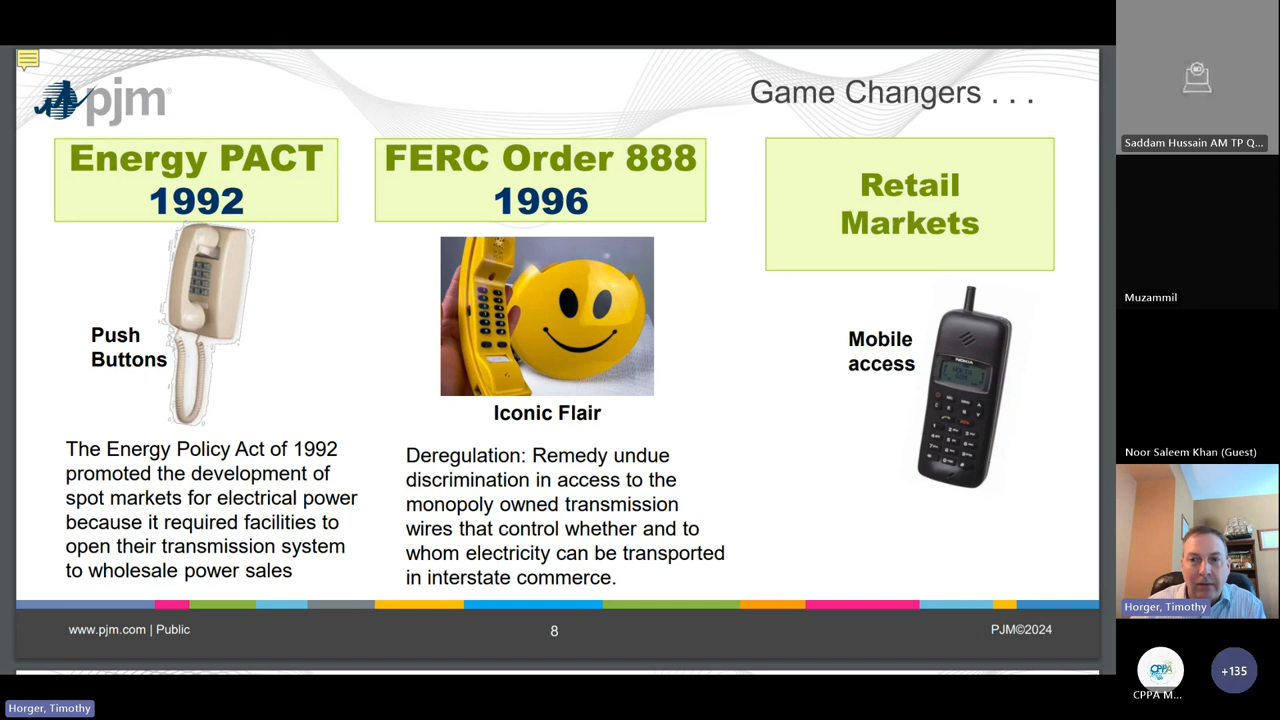 pjm
Game Changers . . .
Energy PACT
1992
FERC Order 888
1996
Retail
Markets
Push
Buttons
Iconic Flair
Mobile
access
NOKIA
The Energy Policy Act of 1992
promoted the development of
spot markets for electrical power
because it required facilities to
open their transmission system
to wholesale power sales
Deregulation: Remedy undue
discrimination in access to the
monopoly owned transmission
wires that control whether and to
whom electricity can be transported
in interstate commerce.
www.pjm.com | Public
8
PJM©2024
Saddam Hussain AM TP Q...
Muzammil
Noor Saleem Khan (Guest)
Horger, Timothy
CPPA
CPPA M...
+135
Horger, Timothy